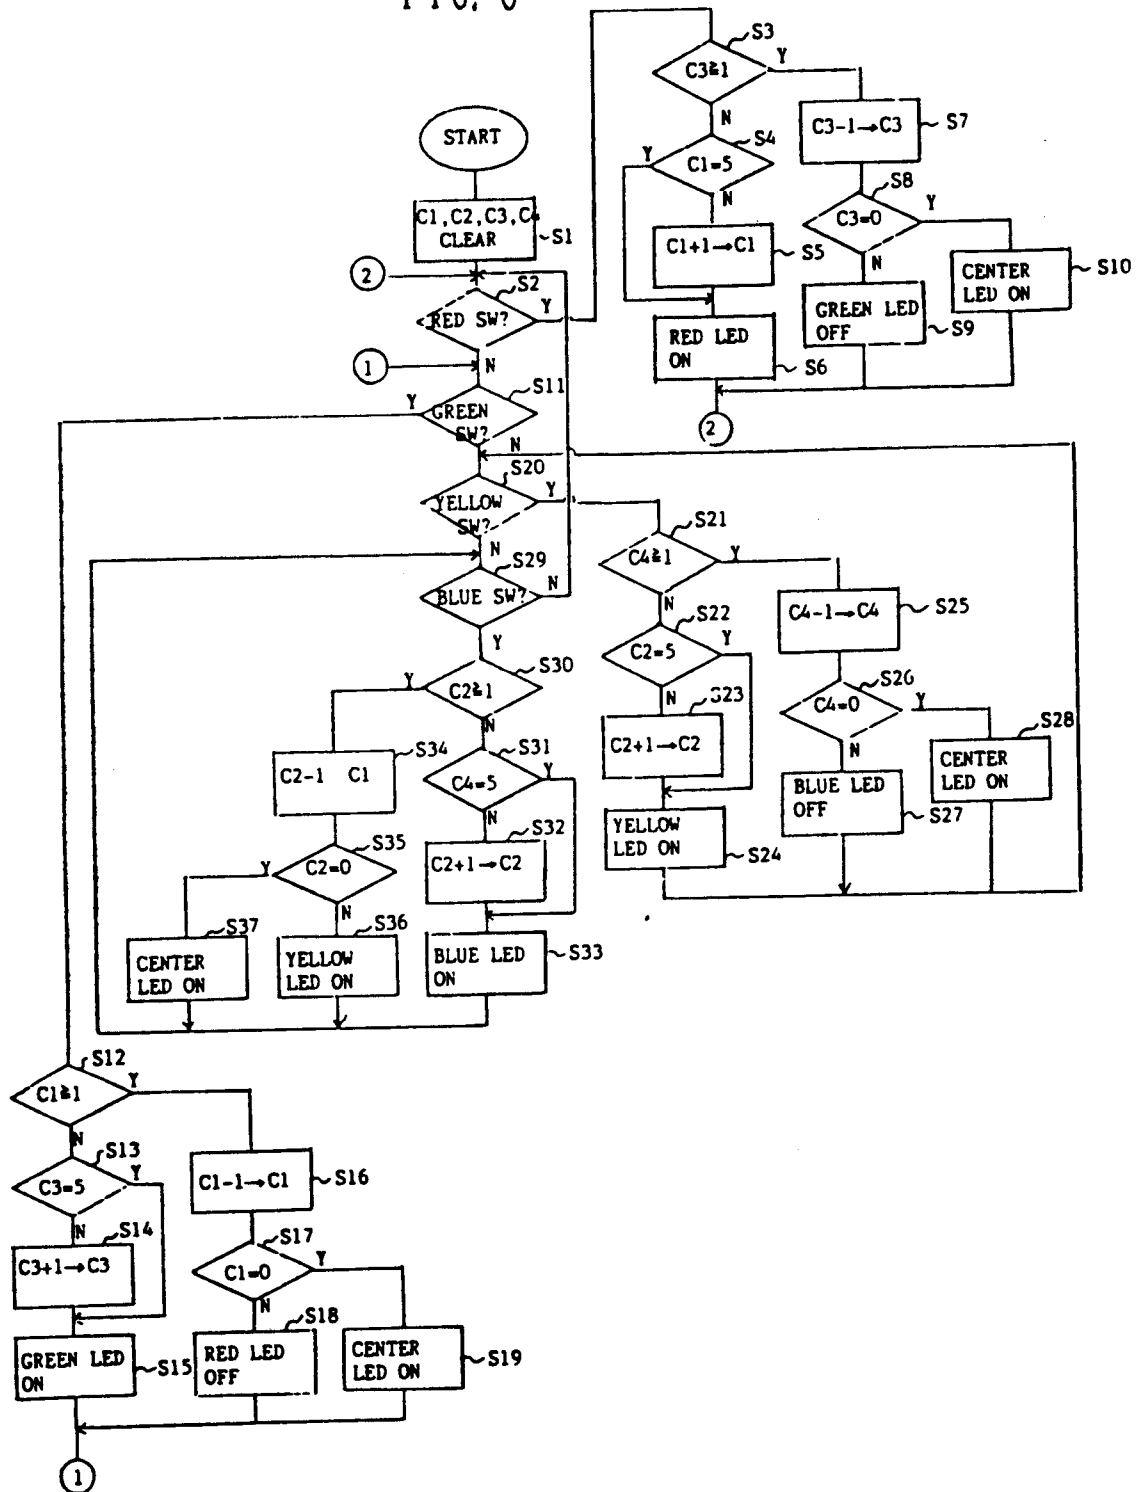 FIG. 6
START
C1,C2,C3,C4
CLEAR
S1
2
S2
RED SW?
Y
N
1
S11
Y
GREEN
SW?
N
S20
YELLOW
SW?
Y
N
S29
BLUE SW?
N
Y
S3
C3≧1
Y
N
S4
Y
C1=5
N
C1+1→C1
S5
RED LED
ON
S6
C3-1→C3
S7
S8
C3=0
Y
N
GREEN LED
OFF
S9
CENTER
LED ON
S10
2
S21
C4≧1
Y
N
S22
C2=5
Y
N
S23
C2+1→C2
YELLOW
LED ON
S24
C4-1→C4
S25
S26
C4=0
Y
N
BLUE LED
OFF
S27
S28
CENTER
LED ON
S30
Y
C2≧1
N
S31
C4=5
Y
N
S32
C2+1→C2
BLUE LED
ON
S33
S34
C2-1 C1
S35
Y
C2=0
N
S36
YELLOW
LED ON
S37
CENTER
LED ON
S12
C1≧1
Y
N
S13
C3=5
Y
N
S14
C3+1→C3
GREEN LED
ON
S15
C1-1→C1
S16
S17
C1=0
Y
N
S18
RED LED
OFF
CENTER
LED ON
S19
1